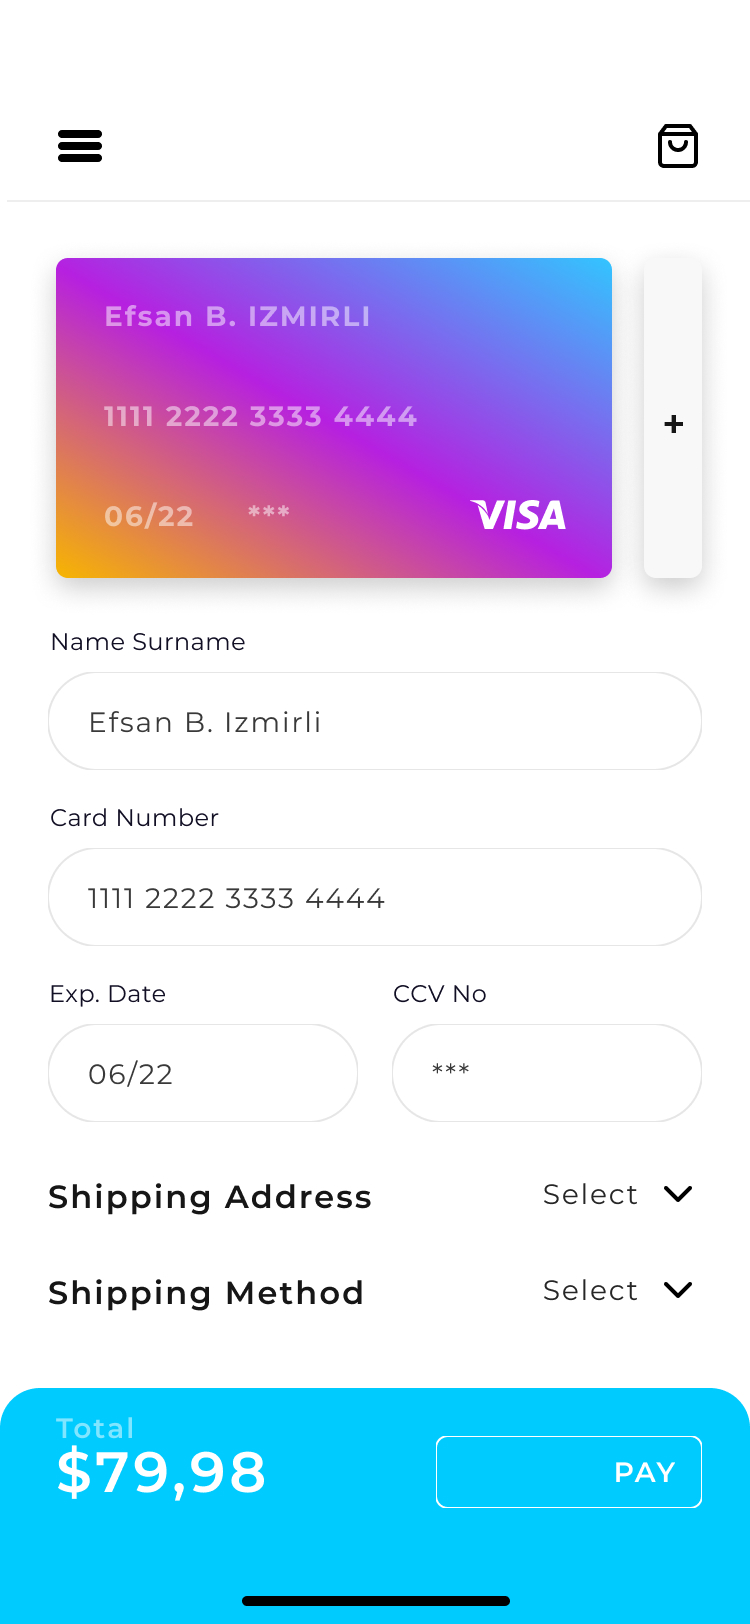 Efsan B. IZMIRLI
1111 2222 3333 4444
06/22 ***
VISA
+
Name Surname
Efsan B. Izmirli
Card Number
1111 2222 3333 4444
Exp. Date
CCV No
06/22
***
Shipping Address
Select
Shipping Method
Select
Total
$79,98
PAY